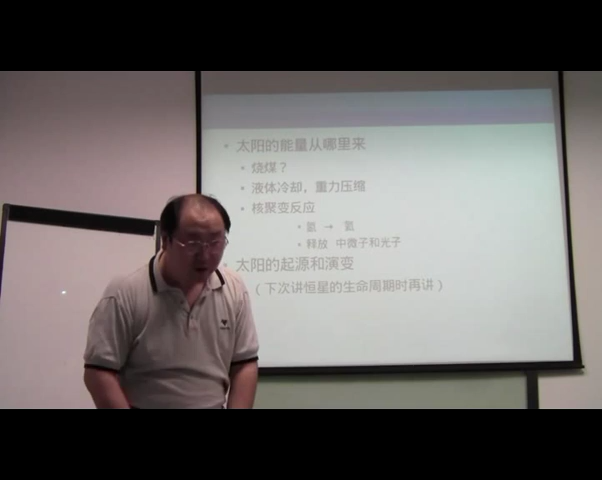 • 太阳的能量从哪里来
• 烧煤？
• 液体冷却，重力压缩
• 核聚变反应
• 氢 → 氦
• 释放 中微子和光子
• 太阳的起源和演变
（下次讲恒星的生命周期时再讲）